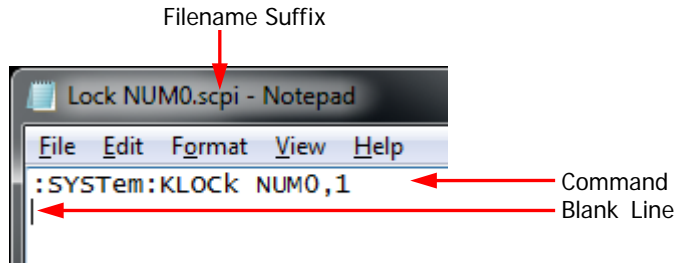 Filename Suffix
Lock NUM0.scpi - Notepad
File Edit Format View Help
:SYSTem:KLOCk NUM0,1
Command
Blank Line